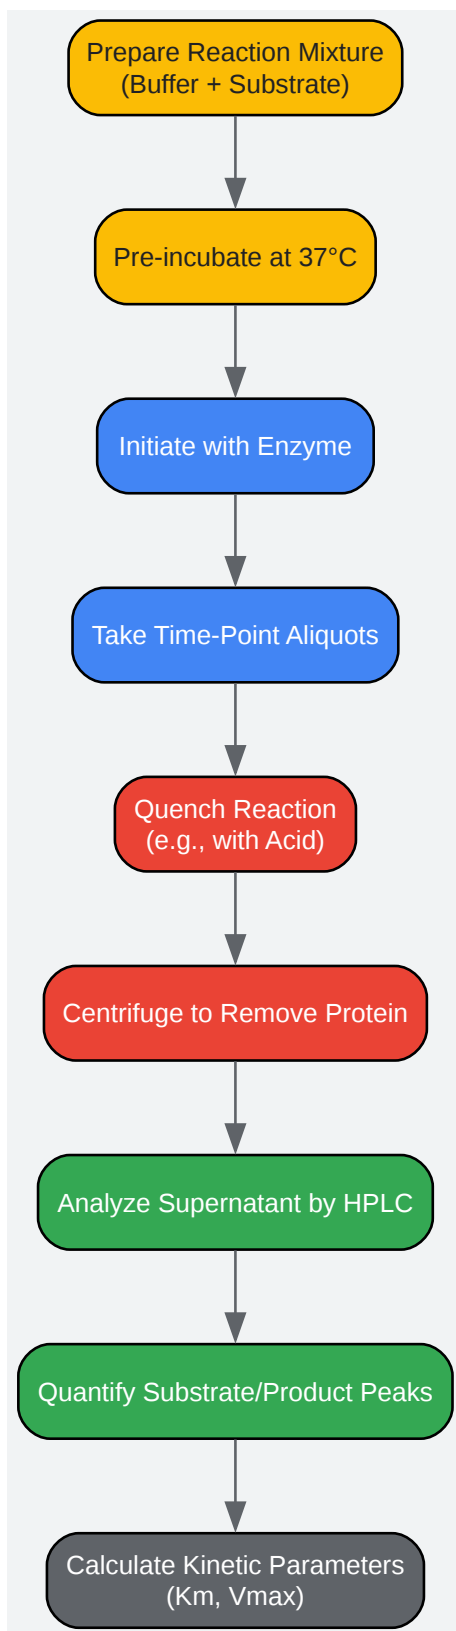 Prepare Reaction Mixture
(Buffer + Substrate)
Pre-incubate at 37°C
Initiate with Enzyme
Take Time-Point Aliquots
Quench Reaction
(e.g., with Acid)
Centrifuge to Remove Protein
Analyze Supernatant by HPLC
Quantify Substrate/Product Peaks
Calculate Kinetic Parameters
(Km, Vmax)